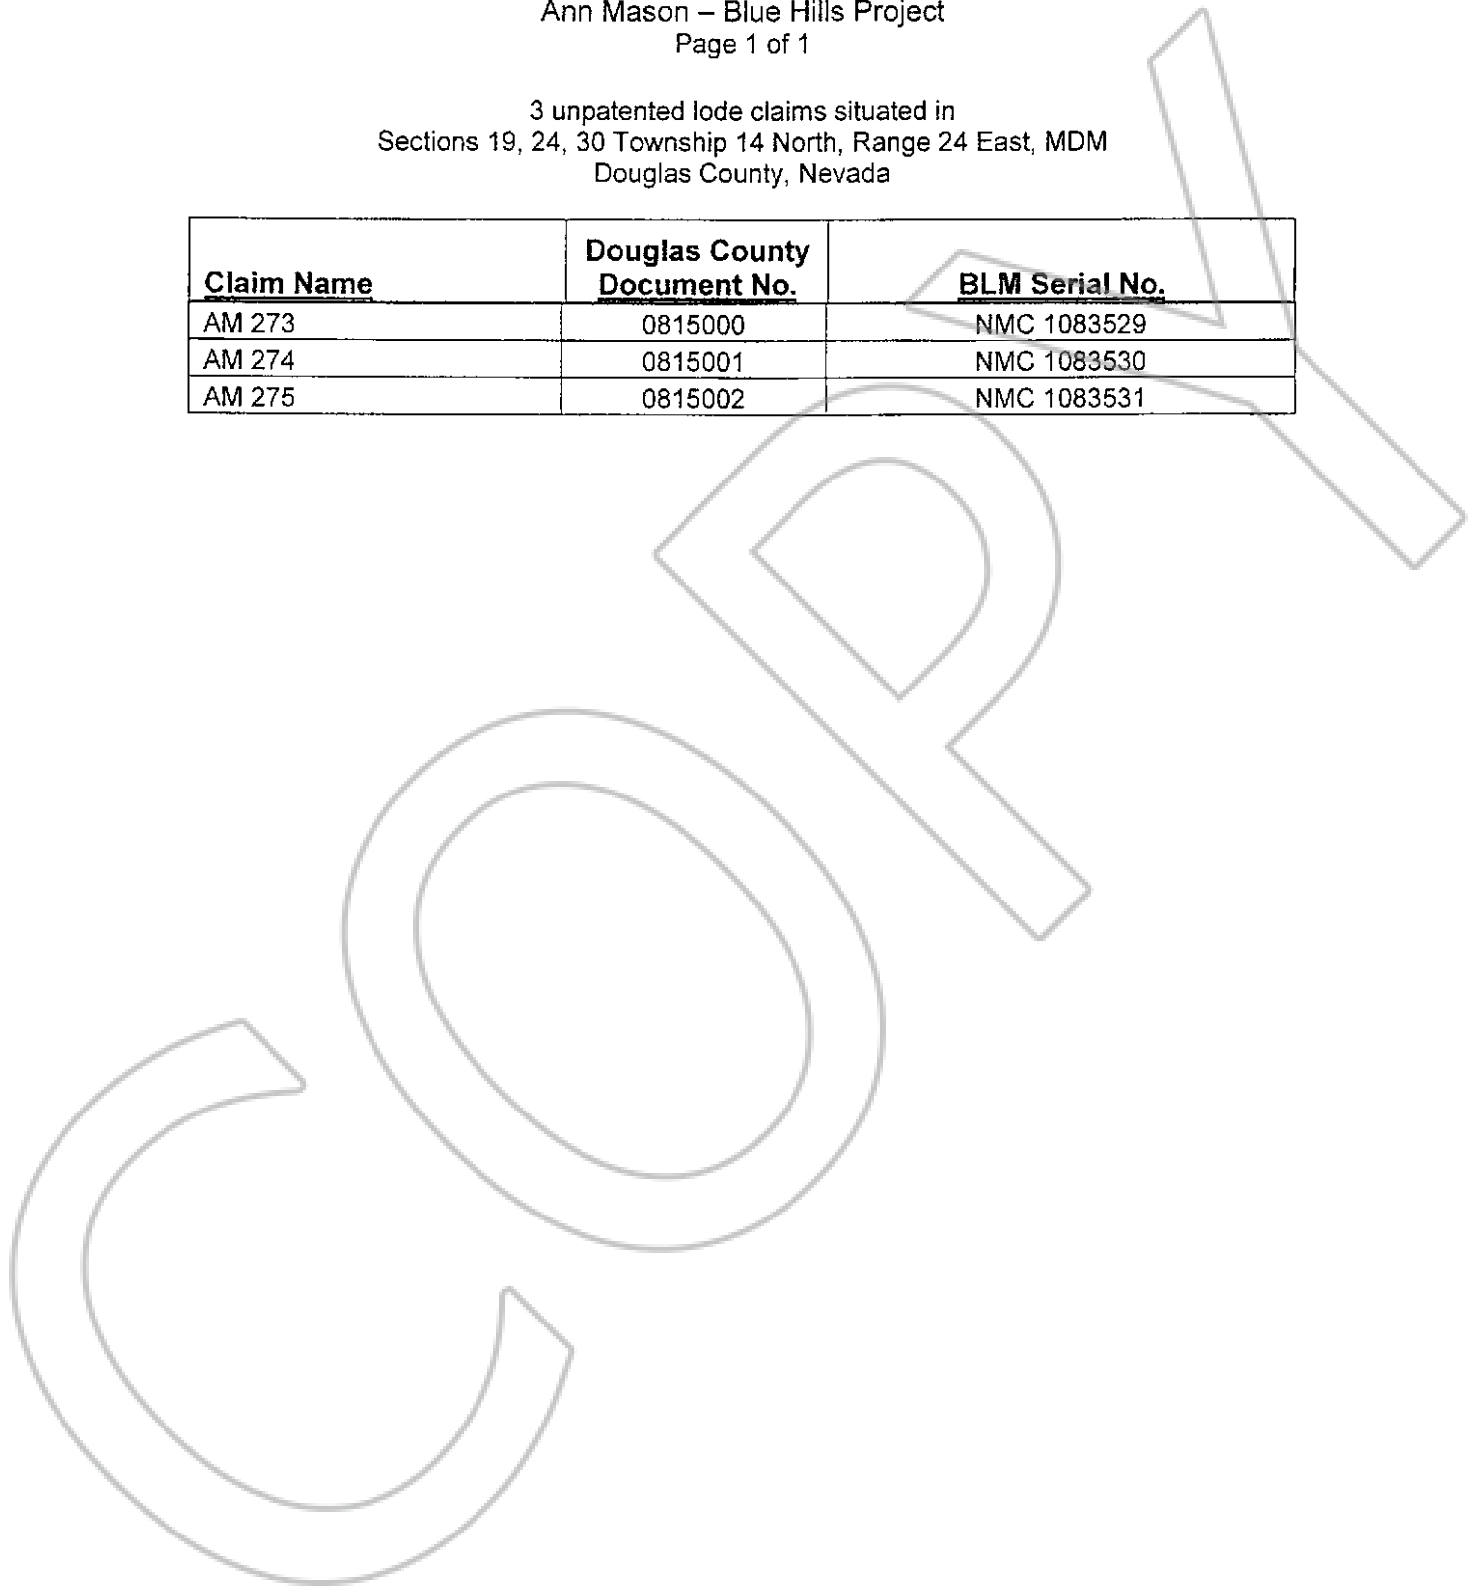 Ann Mason – Blue Hills Project
Page 1 of 1
3 unpatented lode claims situated in
Sections 19, 24, 30 Township 14 North, Range 24 East, MDM
Douglas County, Nevada
Claim Name Douglas County Document No. BLM Serial No.
AM 273 0815000 NMC 1083529
AM 274 0815001 NMC 1083530
AM 275 0815002 NMC 1083531
COPY